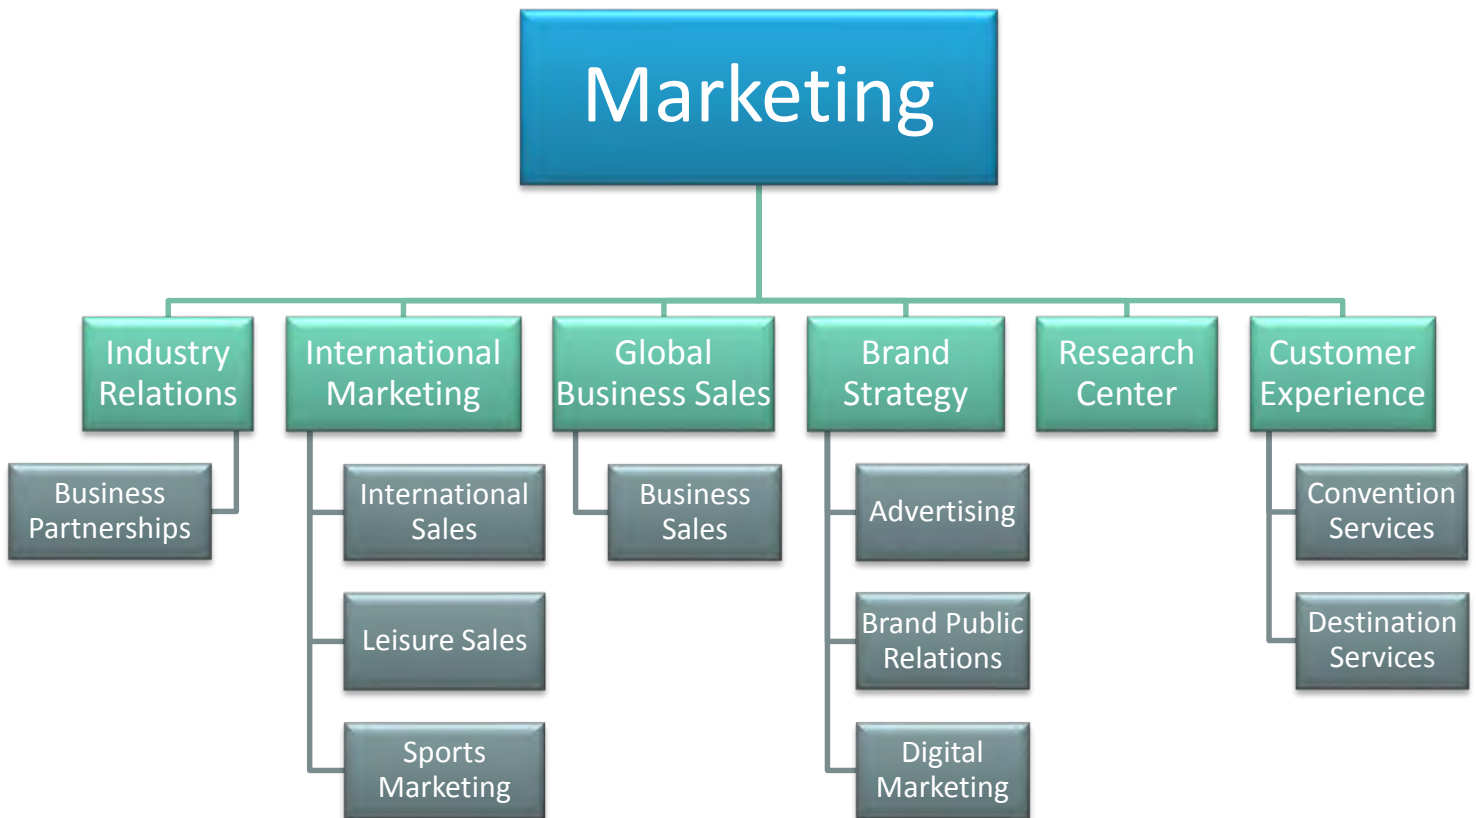 Marketing
Industry
Relations
International
Marketing
Global
Business Sales
Brand
Strategy
Research
Center
Customer
Experience
Business
Partnerships
International
Sales
Leisure Sales
Sports
Marketing
Business
Sales
Advertising
Brand Public
Relations
Digital
Marketing
Convention
Services
Destination
Services